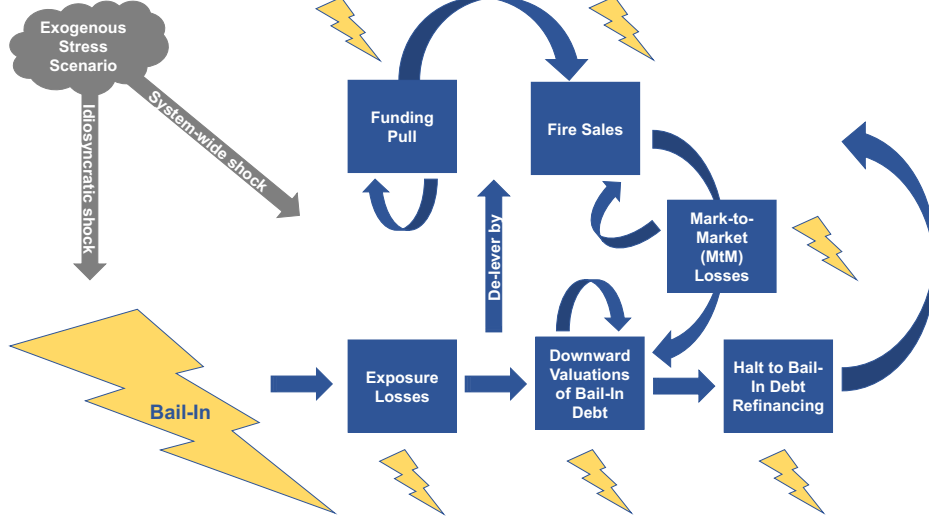 Exogenous
Stress
Scenario
Idiosyncratic shock
System-wide shock
Funding
Pull
Fire Sales
Mark-to-
Market
(MtM)
Losses
De-lever by
Bail-In
Exposure
Losses
Downward
Valuations
of Bail-In
Debt
Halt to Bail-
In Debt
Refinancing